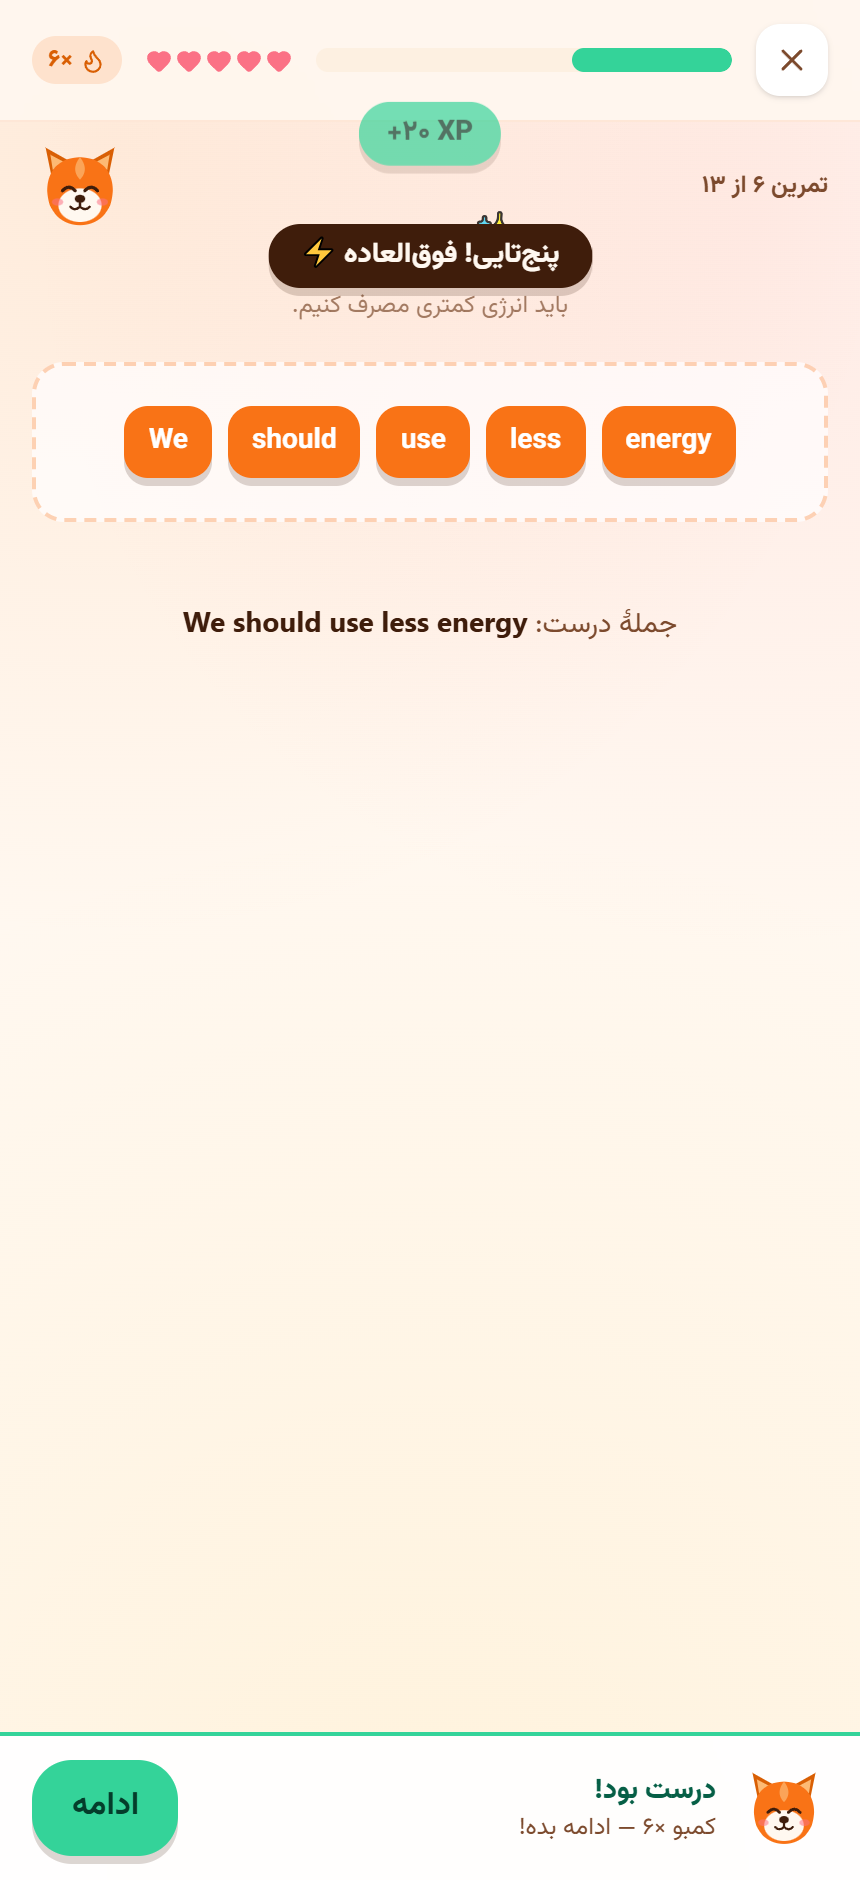 ۶×
+۲۰ XP
تمرین ۶ از ۱۳
پنج‌تایی! فوق‌العاده ⚡
باید انرژی کمتری مصرف کنیم.
We should use less energy
جملهٔ درست: We should use less energy
درست بود!
کمبو ×۶ — ادامه بده!
ادامه